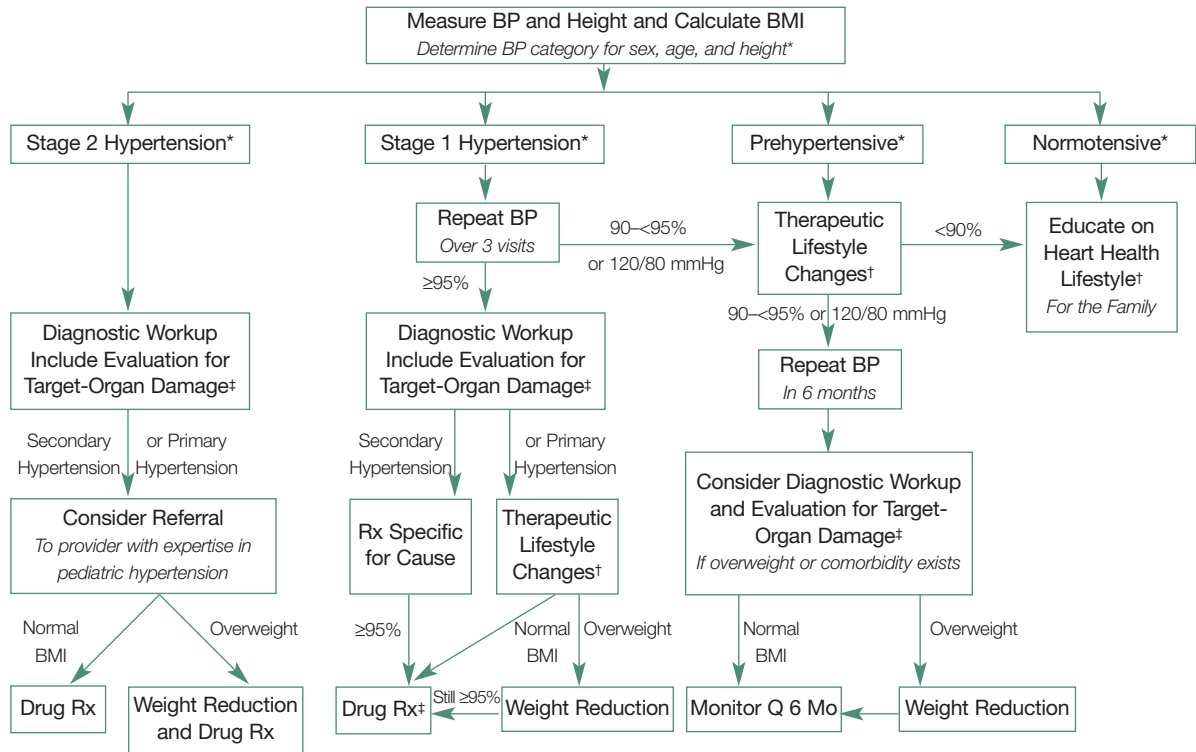 Measure BP and Height and Calculate BMI
Determine BP category for sex, age, and height*
Stage 2 Hypertension*
Stage 1 Hypertension*
Prehypertensive*
Normotensive*
Repeat BP
Over 3 visits
90–<95%
or 120/80 mmHg
Therapeutic
Lifestyle
Changes†
<90%
Educate on
Heart Health
Lifestyle†
For the Family
≥95%
90–<95% or 120/80 mmHg
Diagnostic Workup
Include Evaluation for
Target-Organ Damage‡
Diagnostic Workup
Include Evaluation for
Target-Organ Damage‡
Repeat BP
In 6 months
Secondary
Hypertension
or Primary
Hypertension
Secondary
Hypertension
or Primary
Hypertension
Consider Diagnostic Workup
and Evaluation for Target-
Organ Damage‡
If overweight or comorbidity exists
Consider Referral
To provider with expertise in
pediatric hypertension
Rx Specific
for Cause
Therapeutic
Lifestyle
Changes†
Normal
BMI
Overweight
≥95%
Normal
BMI
Overweight
Normal
BMI
Overweight
Drug Rx
Weight Reduction
and Drug Rx
Drug Rx‡
Still ≥95%
Weight Reduction
Monitor Q 6 Mo
Weight Reduction